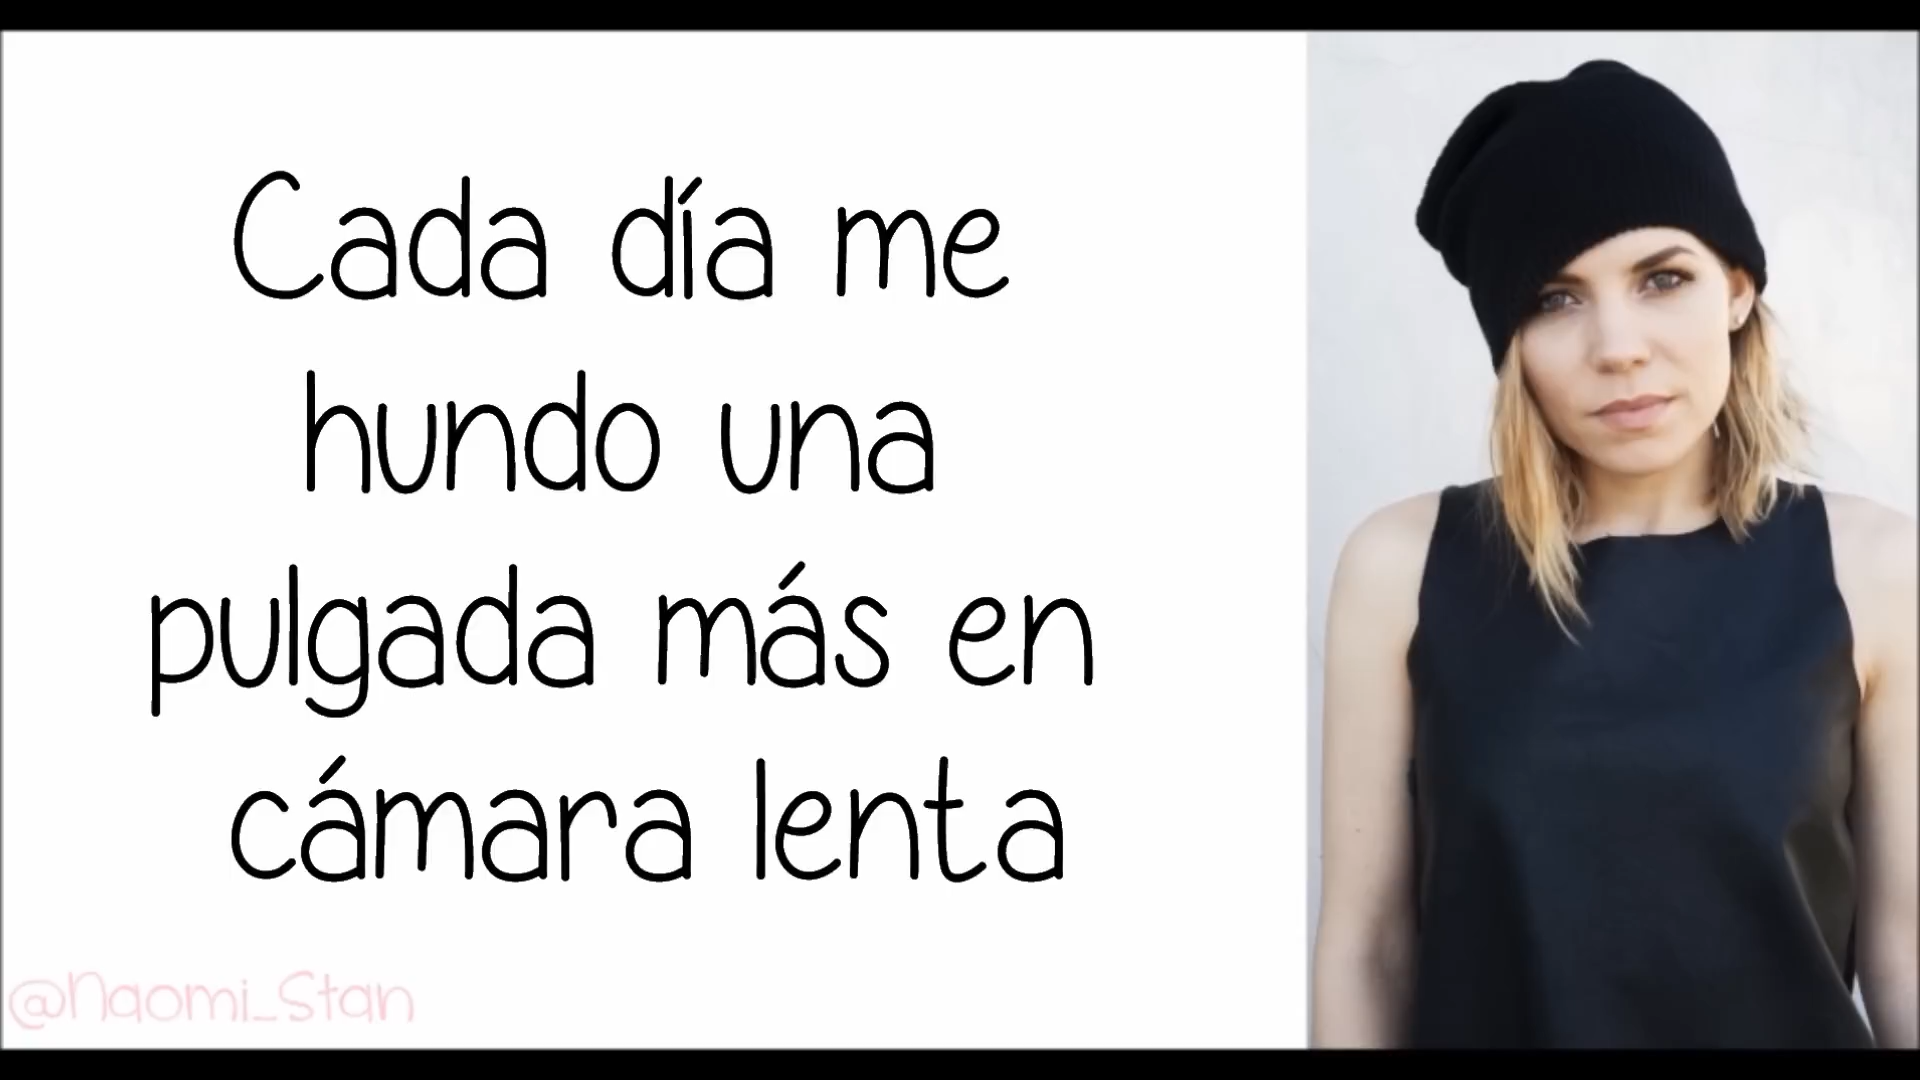 Cada día me
hundo una
pulgada más en
cámara lenta
@Naomi_Stan